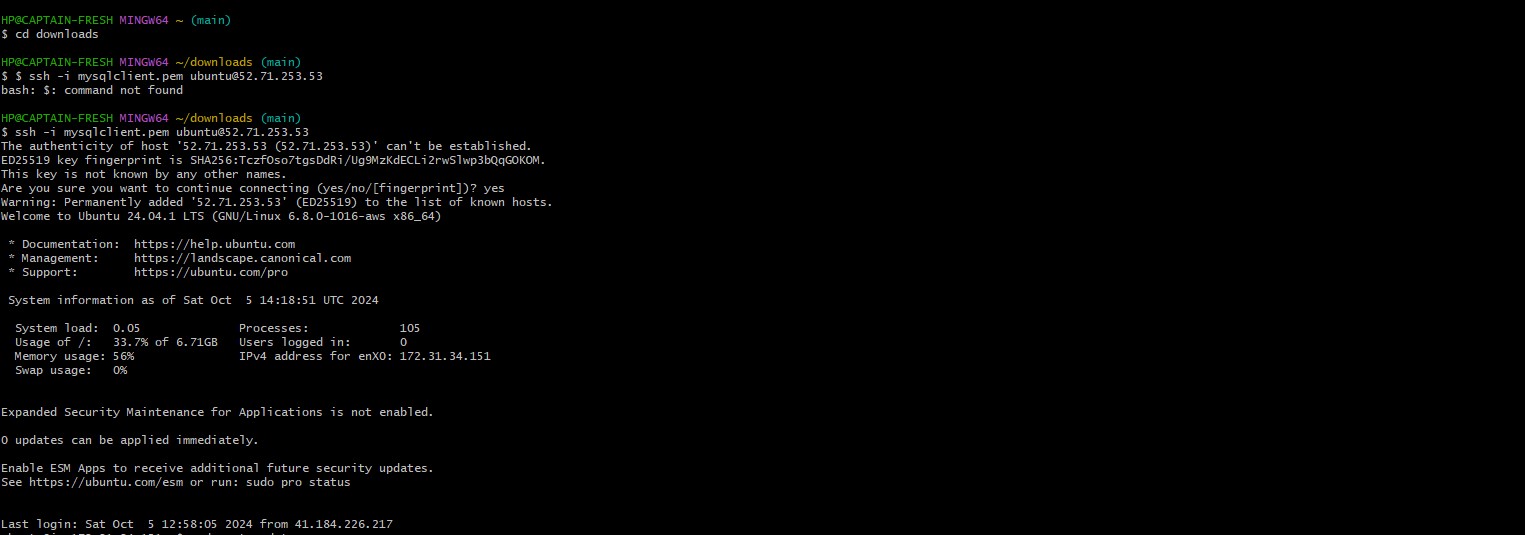 HP@CAPTAIN-FRESH MINGW64 ~ (main)
$ cd downloads
HP@CAPTAIN-FRESH MINGW64 ~/downloads (main)
$ $ ssh -i mysqlclient.pem ubuntu@52.71.253.53
bash: $: command not found
HP@CAPTAIN-FRESH MINGW64 ~/downloads (main)
$ ssh -i mysqlclient.pem ubuntu@52.71.253.53
The authenticity of host '52.71.253.53 (52.71.253.53)' can't be established.
ED25519 key fingerprint is SHA256:TczfOso7tgsDdRi/Ug9MzKdECLi2rwSlwp3bQqGOKOM.
This key is not known by any other names.
Are you sure you want to continue connecting (yes/no/[fingerprint])? yes
Warning: Permanently added '52.71.253.53' (ED25519) to the list of known hosts.
Welcome to Ubuntu 24.04.1 LTS (GNU/Linux 6.8.0-1016-aws x86_64)
* Documentation: https://help.ubuntu.com
* Management: https://landscape.canonical.com
* Support: https://ubuntu.com/pro
System information as of Sat Oct 5 14:18:51 UTC 2024
System load: 0.05 Processes: 105
Usage of /: 33.7% of 6.71GB Users logged in: 0
Memory usage: 56% IPv4 address for enX0: 172.31.34.151
Swap usage: 0%
Expanded Security Maintenance for Applications is not enabled.
0 updates can be applied immediately.
Enable ESM Apps to receive additional future security updates.
See https://ubuntu.com/esm or run: sudo pro status
Last login: Sat Oct 5 12:58:05 2024 from 41.184.226.217